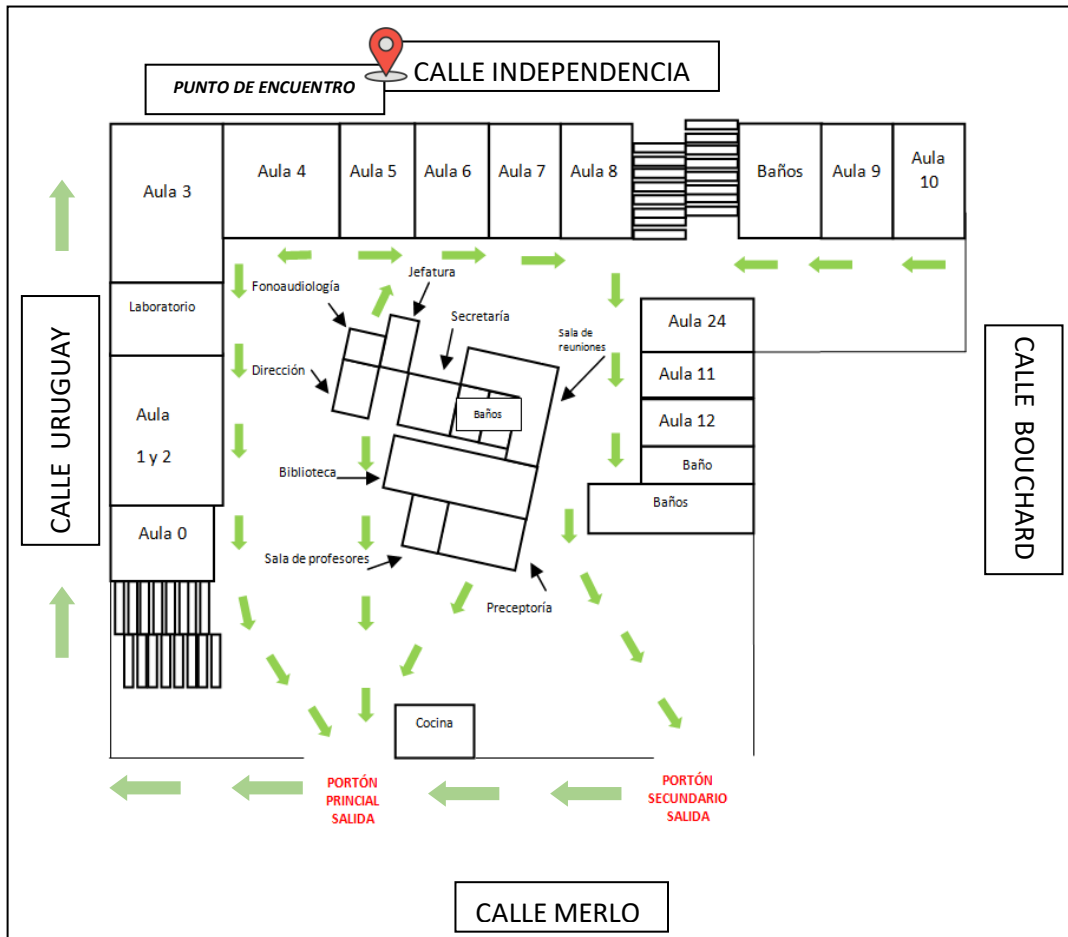 CALLE INDEPENDENCIA
PUNTO DE ENCUENTRO
Aula 3
Aula 4
Aula 5
Aula 6
Aula 7
Aula 8
Baños
Aula 9
Aula
10
Jefatura
Fonoaudiología
Laboratorio
Secretaría
Sala de
reuniones
Aula 24
CALLE URUGUAY
CALLE BOUCHARD
Dirección
Aula 11
Aula
1 y 2
Baños
Aula 12
Biblioteca
Baño
Baños
Aula 0
Sala de profesores
Preceptoría
Cocina
PORTÓN
PRINCIAL
SALIDA
PORTÓN
SECUNDARIO
SALIDA
CALLE MERLO